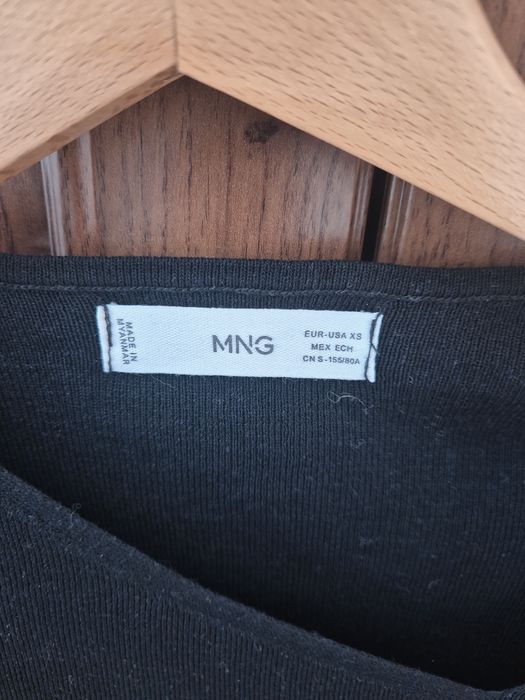 MADE IN
MYANMAR
MNG
EUR-USA XS
MEX ECH
CN S-155/80A